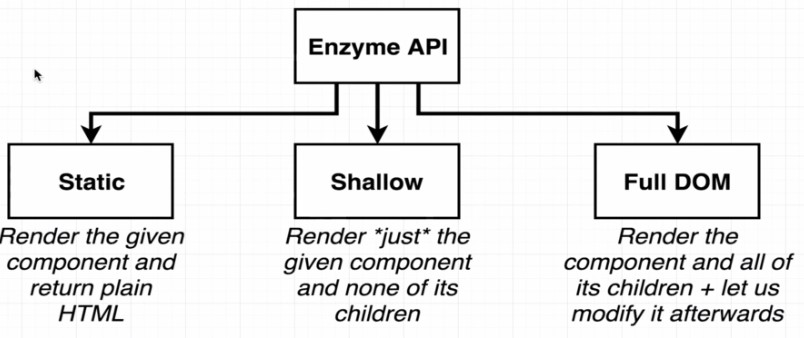 Enzyme API
Static
Shallow
Full DOM
Render the given
component and
return plain
HTML
Render *just* the
given component
and none of its
children
Render the
component and all of
its children + let us
modify it afterwards